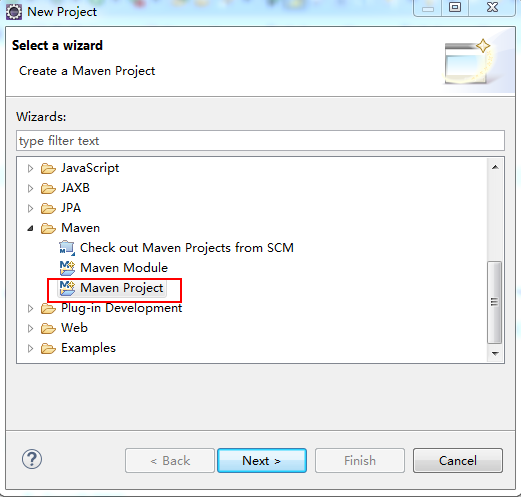 New Project
Select a wizard
Create a Maven Project
Wizards:
type filter text
JavaScript
JAXB
JPA
Maven
Check out Maven Projects from SCM
Maven Module
Maven Project
Plug-in Development
Web
Examples
? < Back Next > Finish Cancel